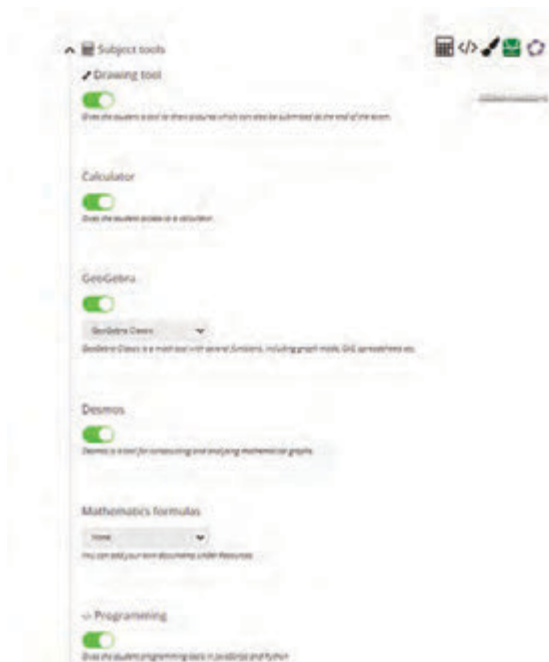 Subject tools
Drawing tool
Gives the student a tool to draw pictures which can also be submitted at the end of the exam.
Calculator
Gives the student access to a calculator.
GeoGebra
GeoGebra Classic
GeoGebra Classic is a math tool with several functions, including graph mode, CAS, spreadsheet etc.
Desmos
Desmos is a tool for constructing and analysing mathematical graphs.
Mathematics formulas
None
You can add your own documents under Resources
</> Programming
Gives the student programming tools in JavaScript and Python